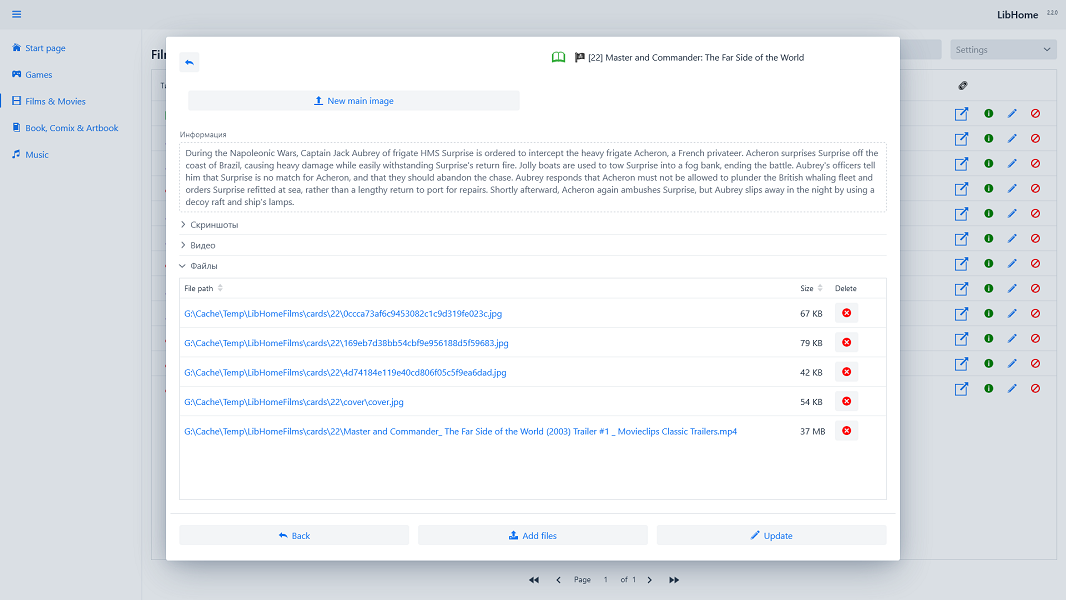 LibHome 2.2.0
Start page
Games
Films & Movies
Book, Comix & Artbook
Music
Settings
[22] Master and Commander: The Far Side of the World
New main image
Информация
During the Napoleonic Wars, Captain Jack Aubrey of frigate HMS Surprise is ordered to intercept the heavy frigate Acheron, a French privateer. Acheron surprises Surprise off the
coast of Brazil, causing heavy damage while easily withstanding Surprise's return fire. Jolly boats are used to tow Surprise into a fog bank, ending the battle. Aubrey's officers tell
him that Surprise is no match for Acheron, and that they should abandon the chase. Aubrey responds that Acheron must not be allowed to plunder the British whaling fleet and
orders Surprise refitted at sea, rather than a lengthy return to port for repairs. Shortly afterward, Acheron again ambushes Surprise, but Aubrey slips away in the night by using a
decoy raft and ship's lamps.
Скриншоты
Видео
Файлы
File path Size Delete
G:\Cache\Temp\LibHomeFilms\cards\22\0ccca73af6c9453082c1c9d319fe023c.jpg 67 KB
G:\Cache\Temp\LibHomeFilms\cards\22\169eb7d38bb54cbf9e956188d5f59683.jpg 79 KB
G:\Cache\Temp\LibHomeFilms\cards\22\4d74184e119e40cd806f05c5f9ea6dad.jpg 42 KB
G:\Cache\Temp\LibHomeFilms\cards\22\cover\cover.jpg 54 KB
G:\Cache\Temp\LibHomeFilms\cards\22\Master and Commander_ The Far Side of the World (2003) Trailer #1 _ Movieclips Classic Trailers.mp4 37 MB
Back Add files Update
Page 1 of 1